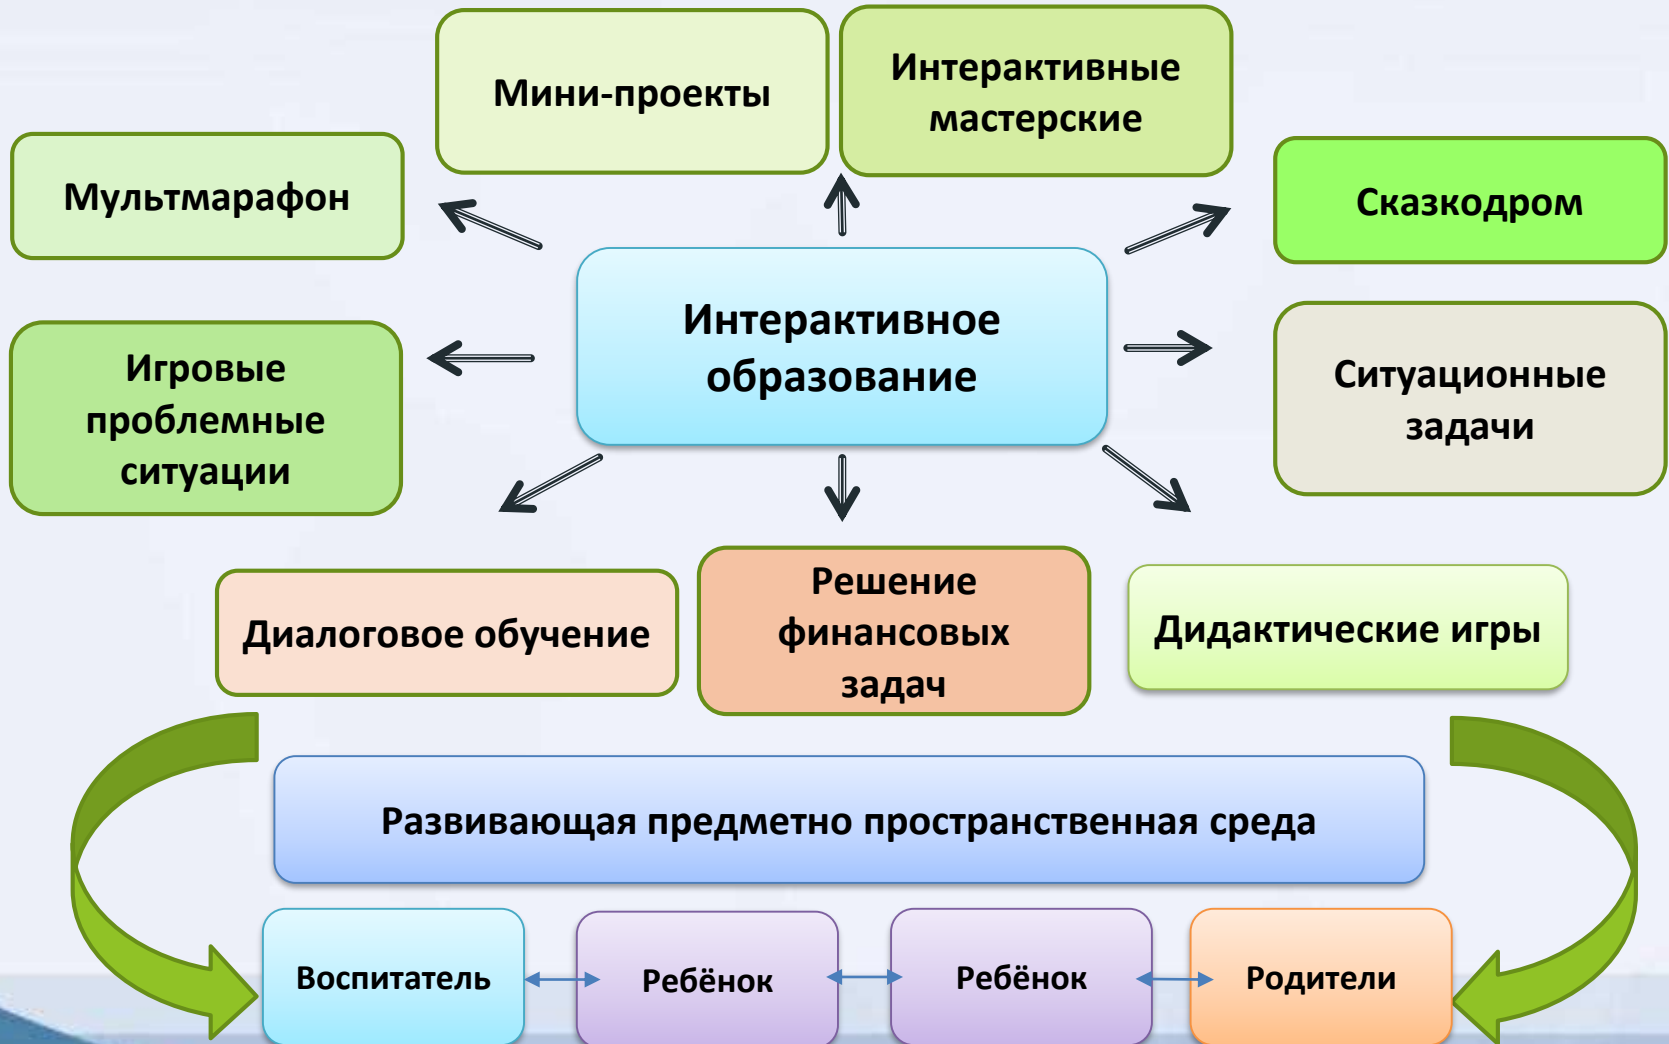 Мини-проекты
Интерактивные
мастерские
Мультмарафон
Сказкодром
Интерактивное
образование
Игровые
проблемные
ситуации
Ситуационные
задачи
Диалоговое обучение
Решение
финансовых
задач
Дидактические игры
Развивающая предметно пространственная среда
Воспитатель
Ребёнок
Ребёнок
Родители